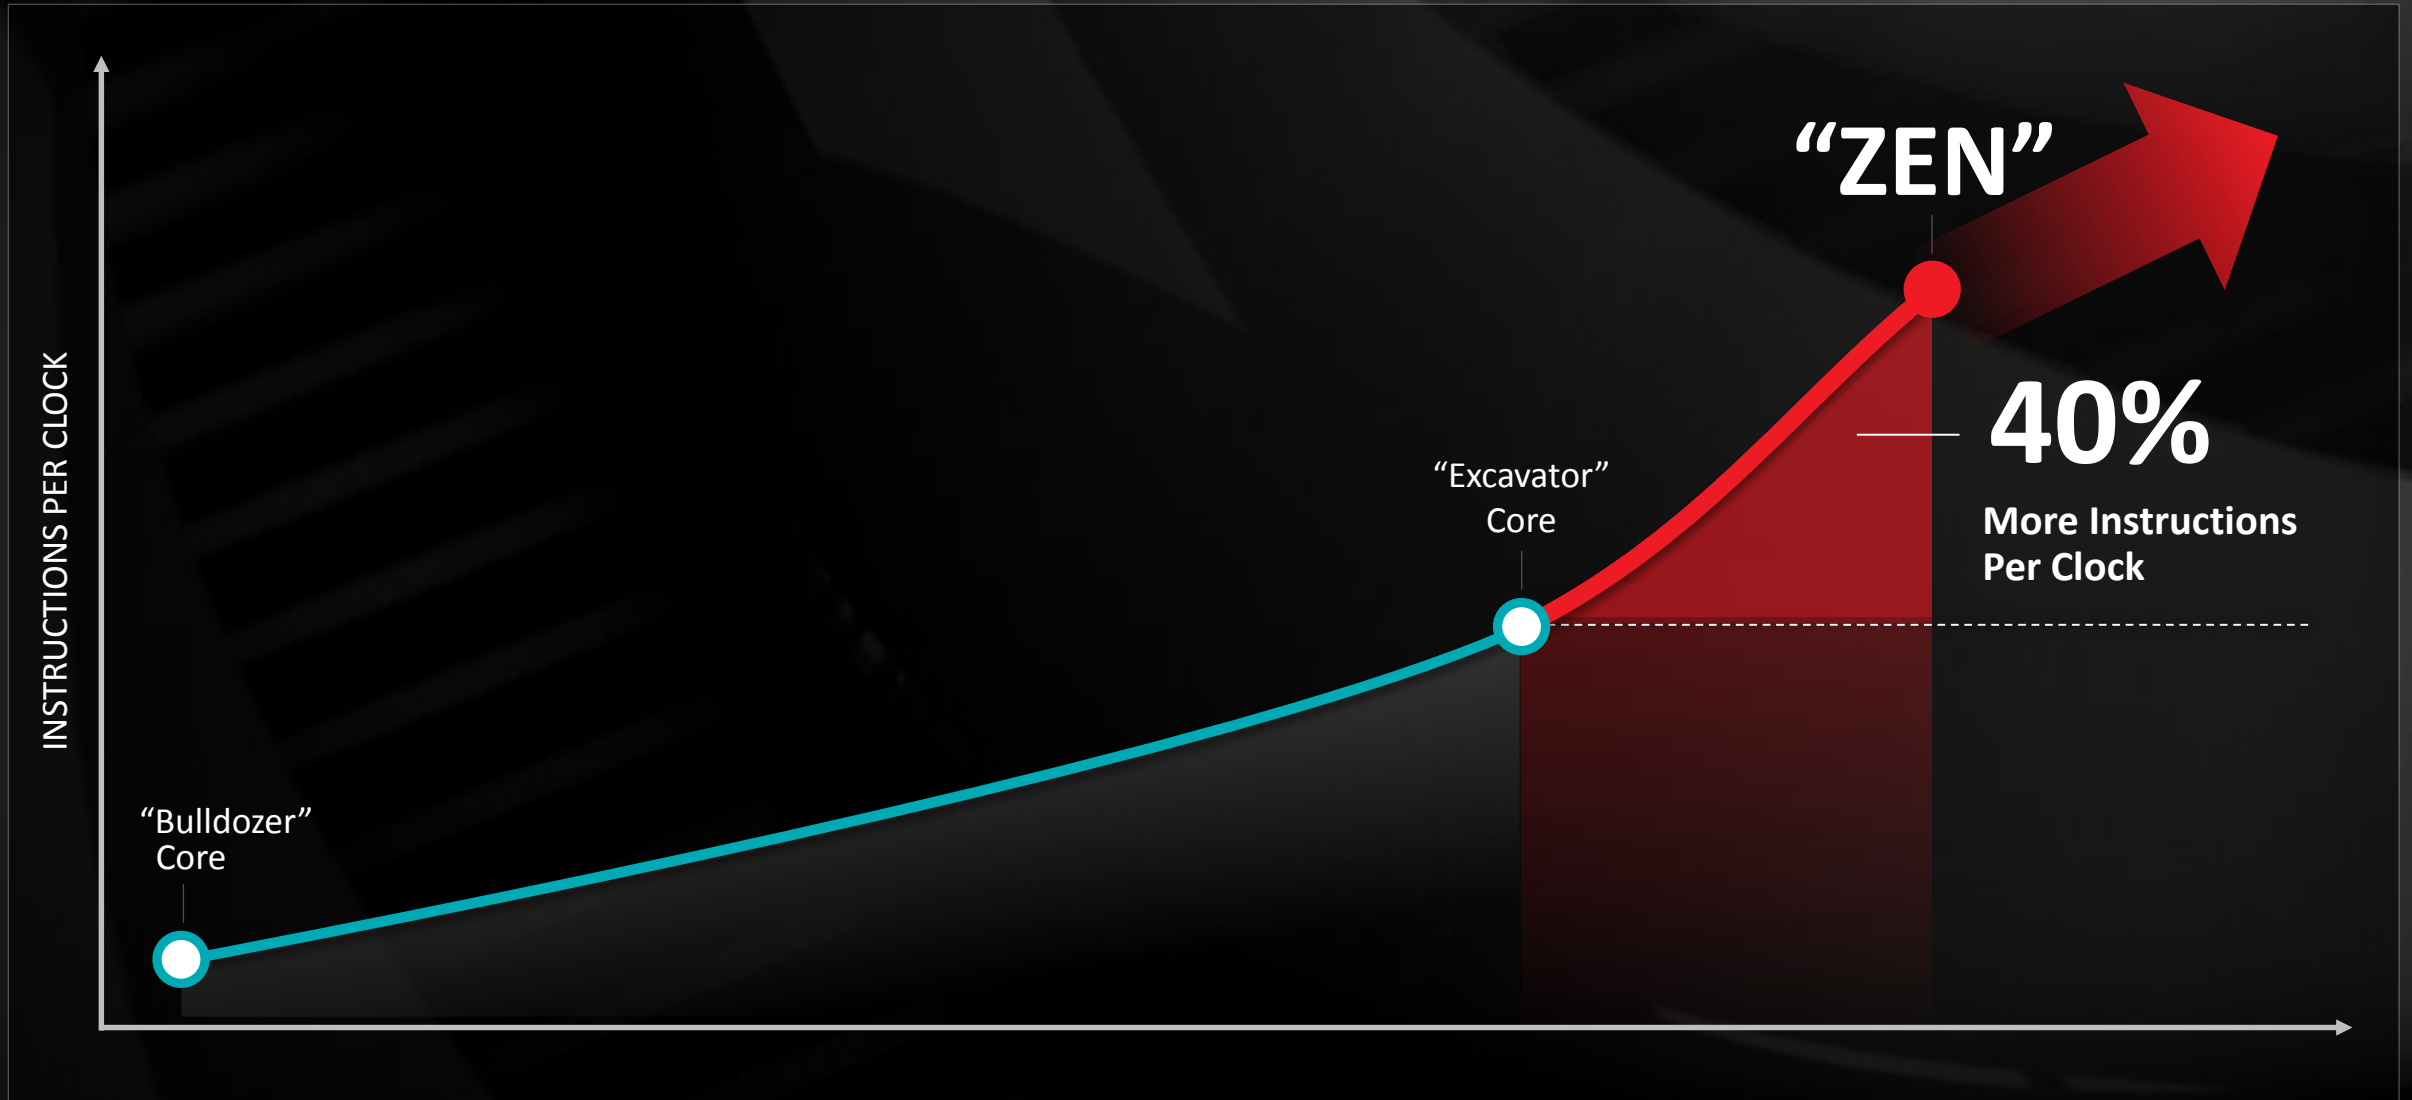 INSTRUCTIONS PER CLOCK
“Bulldozer”
Core
“Excavator”
Core
“ZEN”
40%
More Instructions
Per Clock